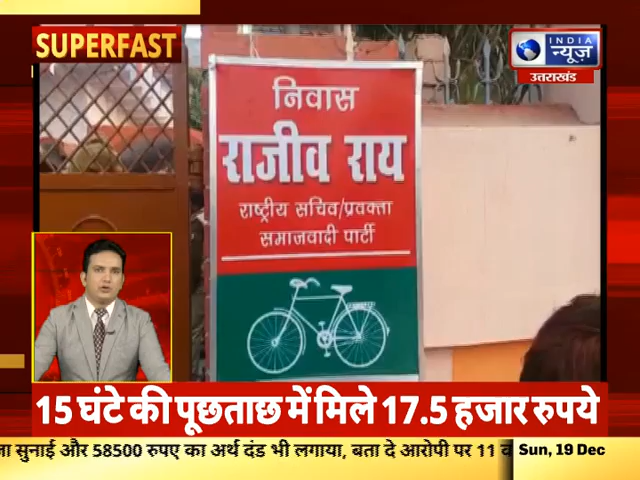 SUPERFAST
INDIA
न्यूज़
उत्तराखंड
निवास
राजीव राय
राष्ट्रीय सचिव/प्रवक्ता
समाजवादी पार्टी
15 घंटे की पूछताछ में मिले 17.5 हजार रुपये
सुनाई और 58500 रुपए का अर्थ दंड भी लगाया, बता दे आरोपी पर 11
Sun, 19 Dec